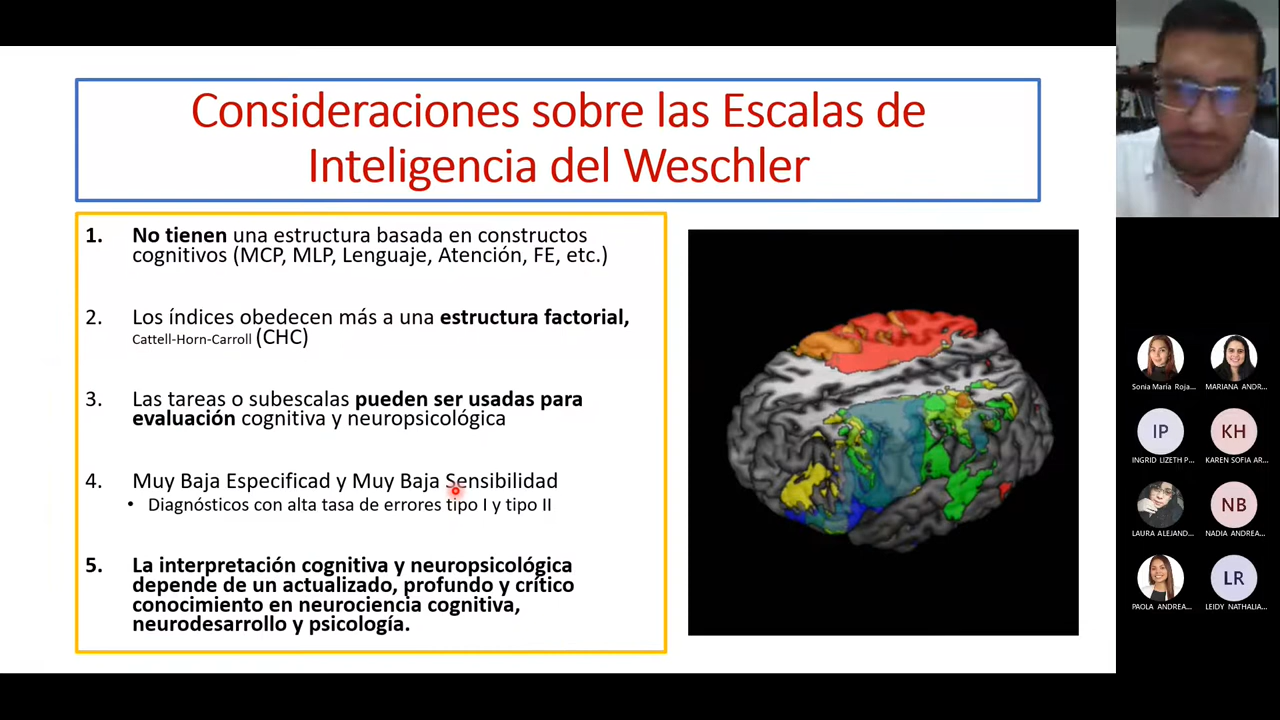 Consideraciones sobre las Escalas de
Inteligencia del Weschler
1. No tienen una estructura basada en constructos
cognitivos (MCP, MLP, Lenguaje, Atención, FE, etc.)
2. Los índices obedecen más a una estructura factorial,
Cattell-Horn-Carroll (CHC)
3. Las tareas o subescalas pueden ser usadas para
evaluación cognitiva y neuropsicológica
4. Muy Baja Especificad y Muy Baja Sensibilidad
• Diagnósticos con alta tasa de errores tipo I y tipo II
5. La interpretación cognitiva y neuropsicológica
depende de un actualizado, profundo y crítico
conocimiento en neurociencia cognitiva,
neurodesarrollo y psicología.
Sonia María Roja...
MARIANA ANDR...
IP
KH
INGRID LIZETH P...
KAREN SOFIA AR...
NB
LAURA ALEJAND...
NADIA ANDREA...
LR
PAOLA ANDREA...
LEIDY NATHALIA...